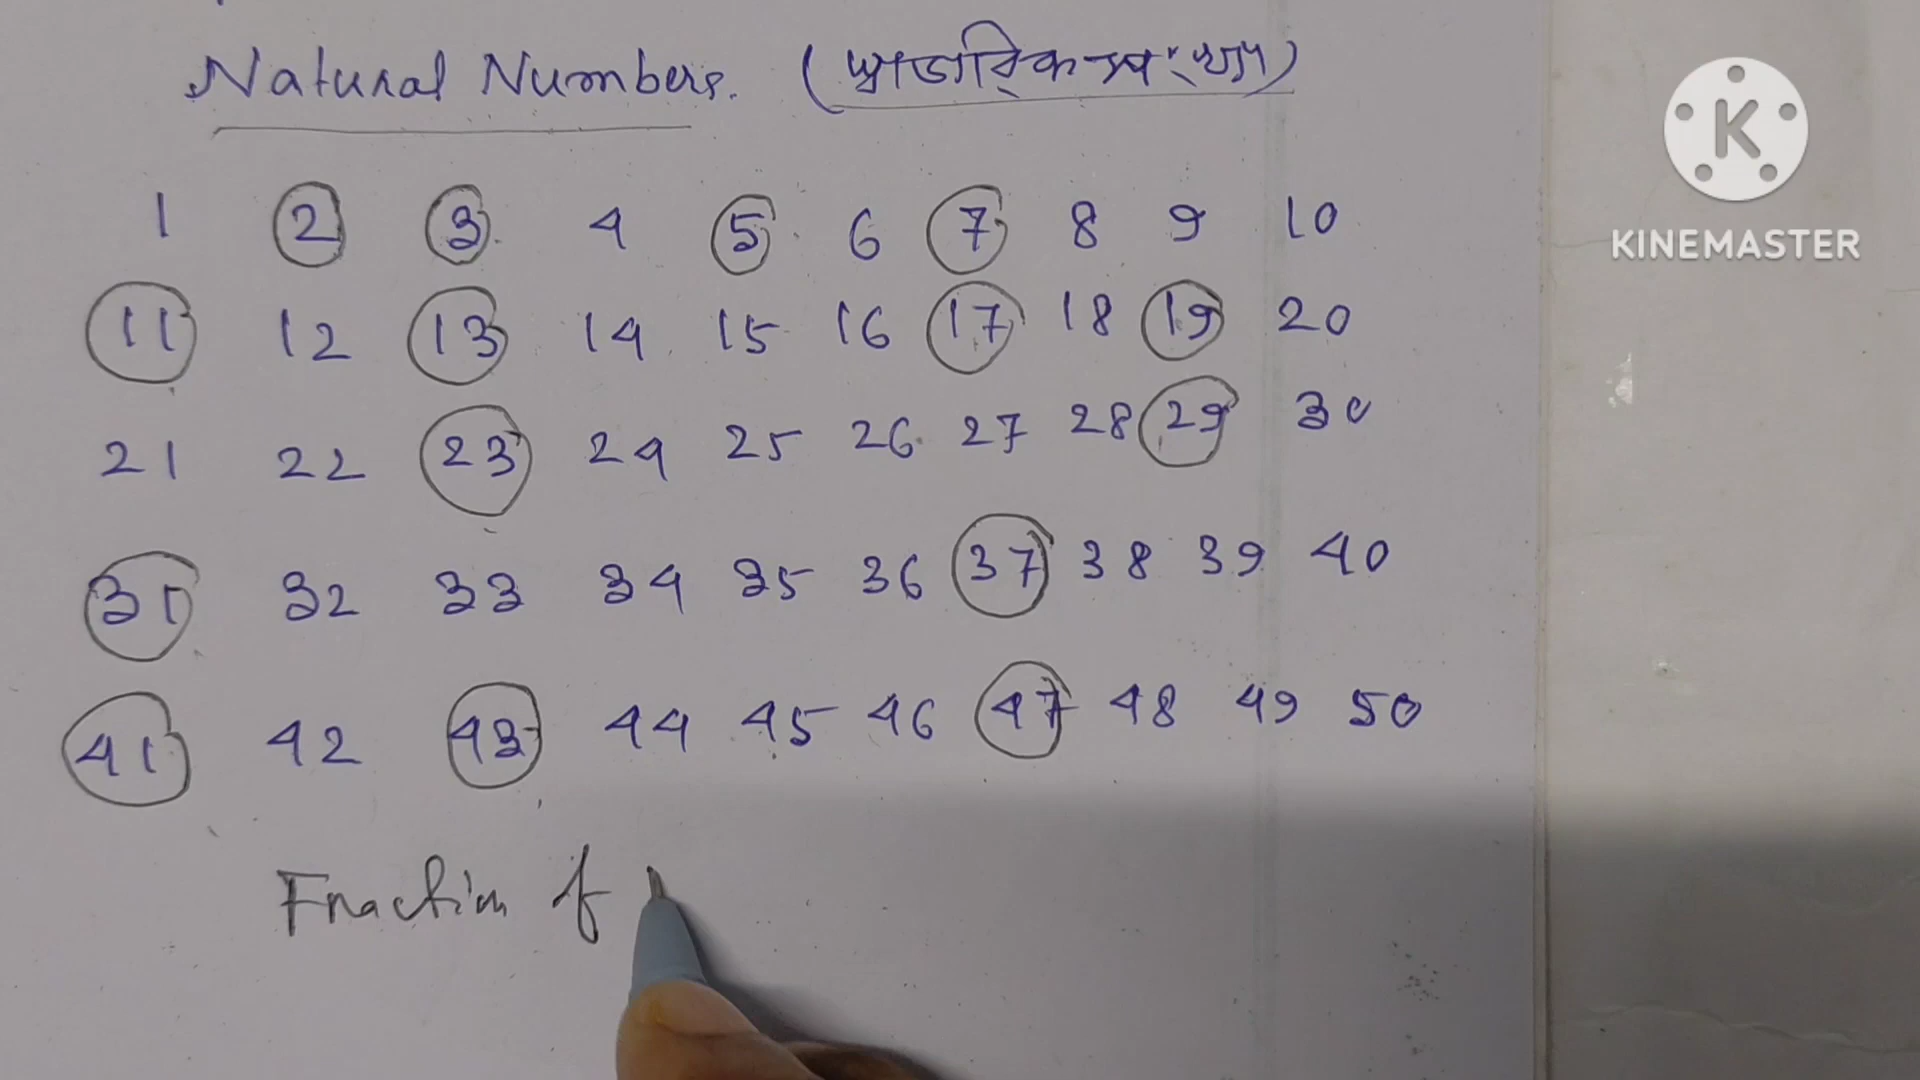 Natural Numbers. (স্বাভাবিক সংখ্যা)
1 2 3 4 5 6 7 8 9 10
11 12 13 14 15 16 17 18 19 20
21 22 23 24 25 26 27 28 29 30
31 32 33 34 35 36 37 38 39 40
41 42 43 44 45 46 47 48 49 50
Fraction of
KINEMASTER